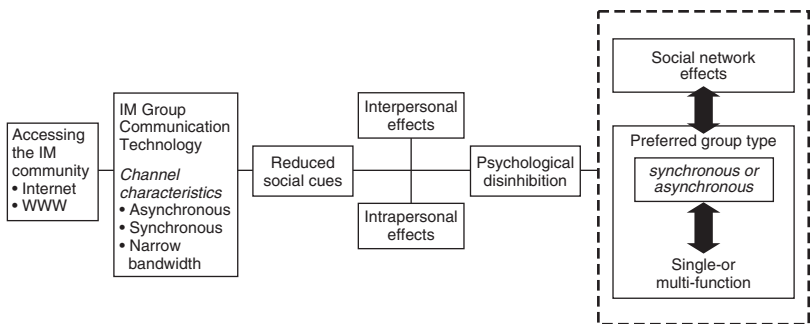 Accessing
the IM
community
• Internet
• WWW
IM Group
Communication
Technology
Channel
characteristics
• Asynchronous
• Synchronous
• Narrow
bandwidth
Reduced
social cues
Interpersonal
effects
Intrapersonal
effects
Psychological
disinhibition
Social network
effects
Preferred group type
synchronous or
asynchronous
Single-or
multi-function